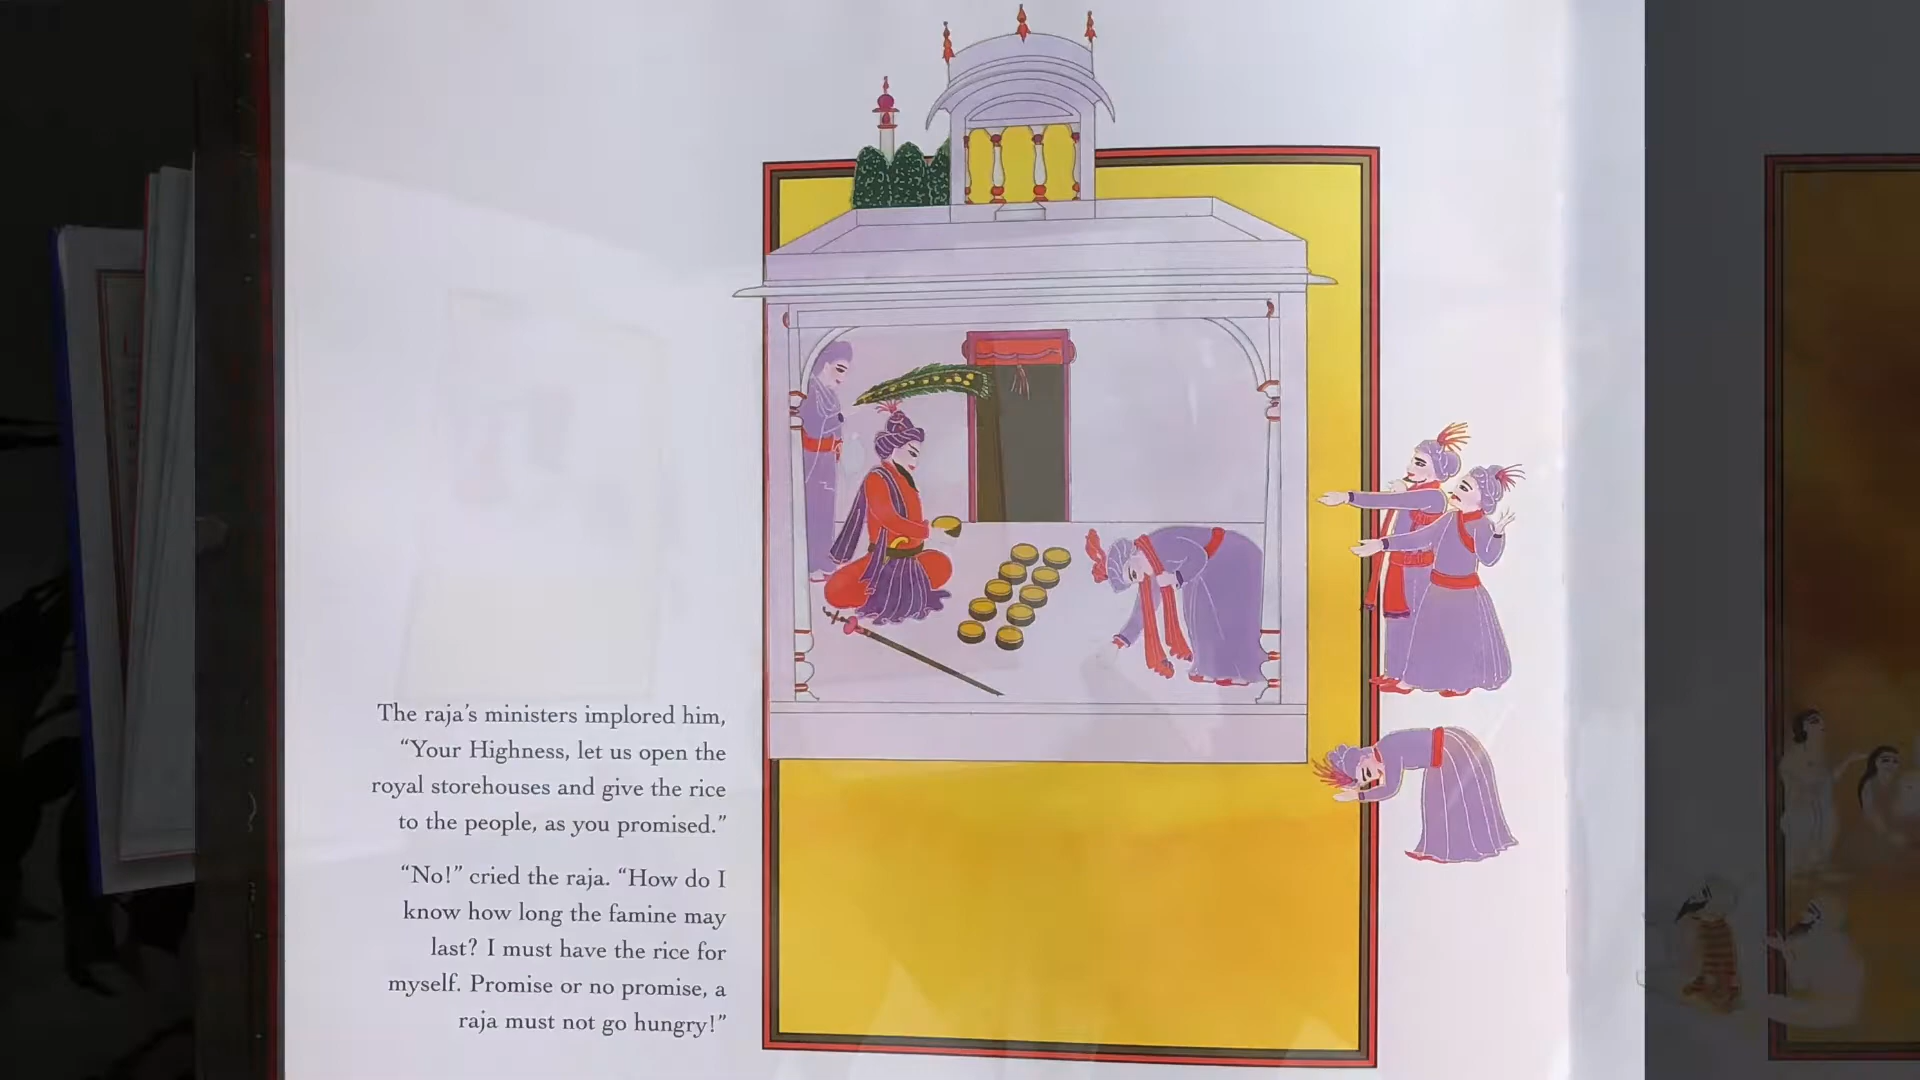 The raja’s ministers implored him,
“Your Highness, let us open the
royal storehouses and give the rice
to the people, as you promised.”
“No!” cried the raja. “How do I
know how long the famine may
last? I must have the rice for
myself. Promise or no promise, a
raja must not go hungry!”